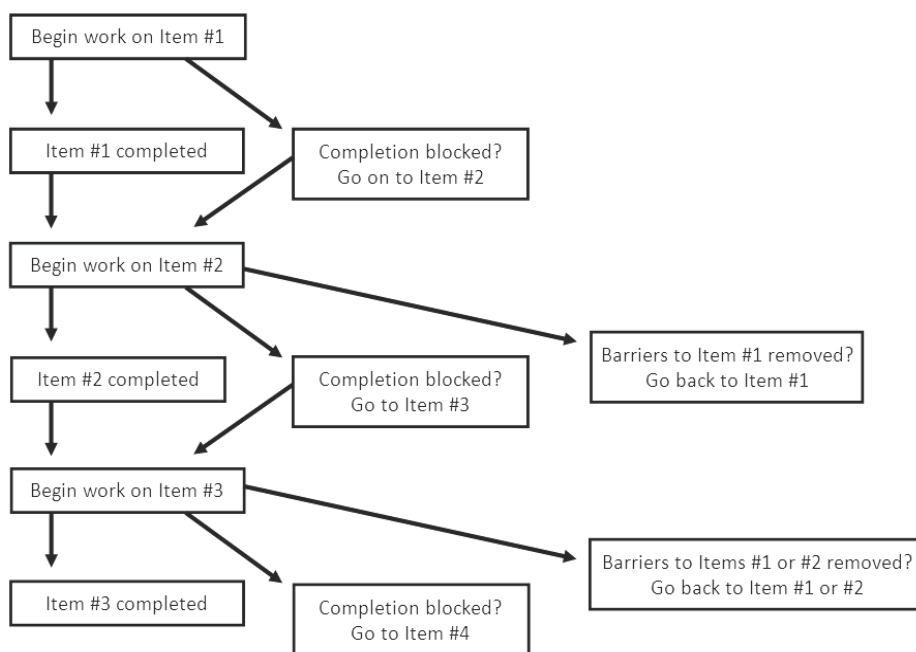 Begin work on Item #1
Item #1 completed
Completion blocked?
Go on to Item #2
Begin work on Item #2
Barriers to Item #1 removed?
Go back to Item #1
Item #2 completed
Completion blocked?
Go to Item #3
Begin work on Item #3
Barriers to Items #1 or #2 removed?
Go back to Item #1 or #2
Item #3 completed
Completion blocked?
Go to Item #4